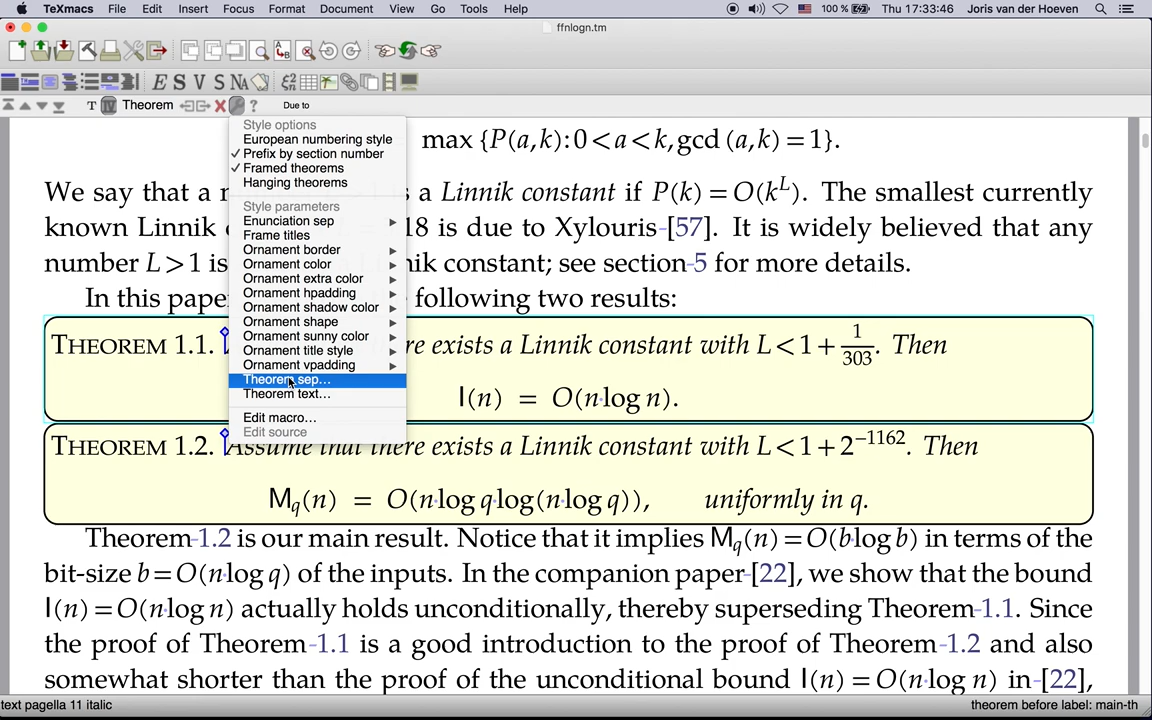 TeXmacs File Edit Insert Focus Format Document View Go Tools Help 100 % Thu 17:33:46 Joris van der Hoeven
ffnlogn.tm
E S V S NA
T Theorem ? Due to
Style options
European numbering style
✓ Prefix by section number
✓ Framed theorems
Hanging theorems
Style parameters
Enunciation sep
Frame titles
Ornament border
Ornament color
Ornament extra color
Ornament hpadding
Ornament shadow color
Ornament shape
Ornament sunny color
Ornament title style
Ornament vpadding
Theorem sep...
Theorem text...
Edit macro...
Edit source
max {P(a,k):0<a<k,gcd (a,k)=1}.
We say that a is a Linnik constant if P(k)=O(k^L). The smallest currently
known Linnik 18 is due to Xylouris-[57]. It is widely believed that any
number L>1 is nik constant; see section-5 for more details.
In this paper following two results:
THEOREM 1.1. re exists a Linnik constant with L<1+1/303. Then
I(n) = O(n·log n).
THEOREM 1.2. Assume that there exists a Linnik constant with L<1+2^−1162. Then
M_q(n) = O(n·log q·log(n·log q)), uniformly in q.
Theorem-1.2 is our main result. Notice that it implies M_q(n)=O(b·log b) in terms of the
bit-size b=O(n·log q) of the inputs. In the companion paper-[22], we show that the bound
I(n)=O(n·log n) actually holds unconditionally, thereby superseding Theorem-1.1. Since
the proof of Theorem-1.1 is a good introduction to the proof of Theorem-1.2 and also
somewhat shorter than the proof of the unconditional bound I(n)=O(n·log n) in-[22],
text pagella 11 italic theorem before label: main-th